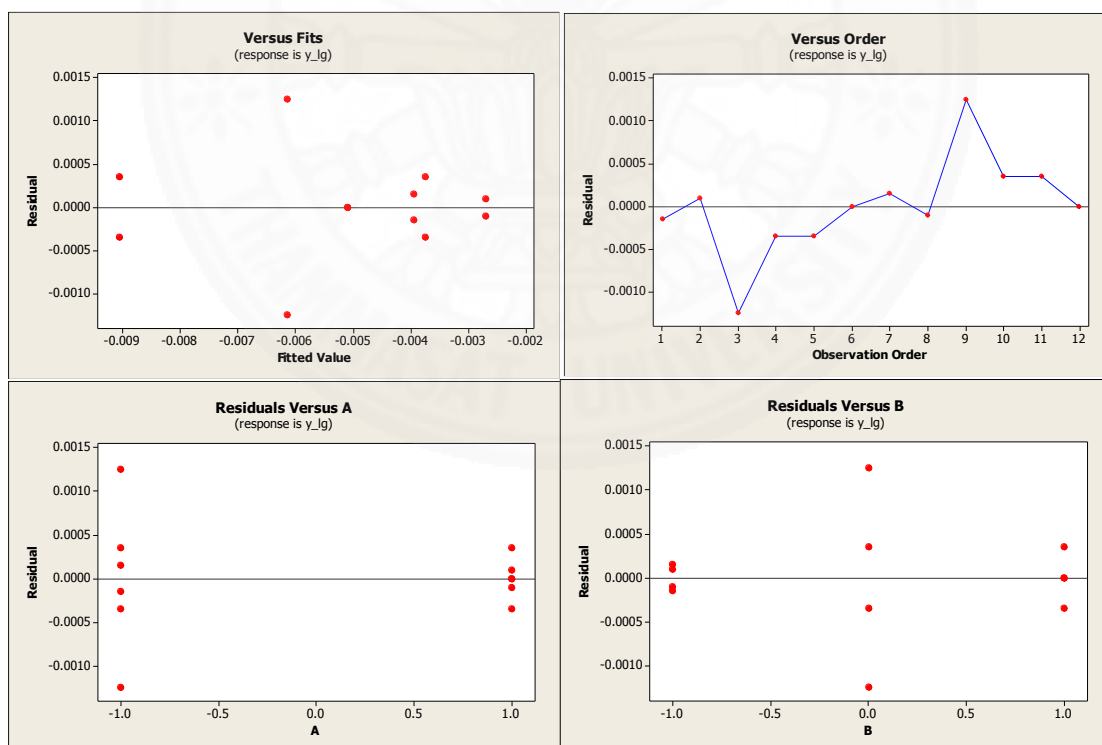 Versus Fits
(response is y_lg)
0.0015
0.0010
0.0005
0.0000
-0.0005
-0.0010
Residual
-0.009 -0.008 -0.007 -0.006 -0.005 -0.004 -0.003 -0.002
Fitted Value
Versus Order
(response is y_lg)
0.0015
0.0010
0.0005
0.0000
-0.0005
-0.0010
Residual
1 2 3 4 5 6 7 8 9 10 11 12
Observation Order
Residuals Versus A
(response is y_lg)
0.0015
0.0010
0.0005
0.0000
-0.0005
-0.0010
Residual
-1.0 -0.5 0.0 0.5 1.0
A
Residuals Versus B
(response is y_lg)
0.0015
0.0010
0.0005
0.0000
-0.0005
-0.0010
Residual
-1.0 -0.5 0.0 0.5 1.0
B